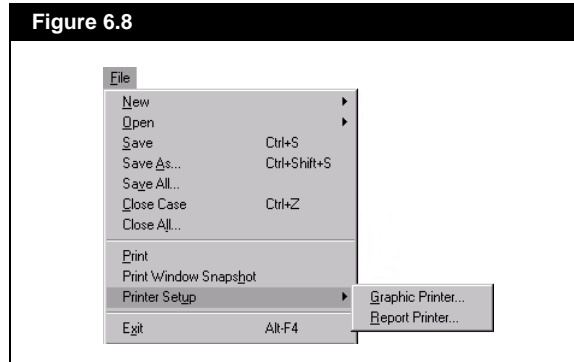 Figure 6.8
File
New
Open
Save Ctrl+S
Save As... Ctrl+Shift+S
Save All...
Close Case Ctrl+Z
Close All...
Print
Print Window Snapshot
Printer Setup
Graphic Printer...
Report Printer...
Exit Alt-F4